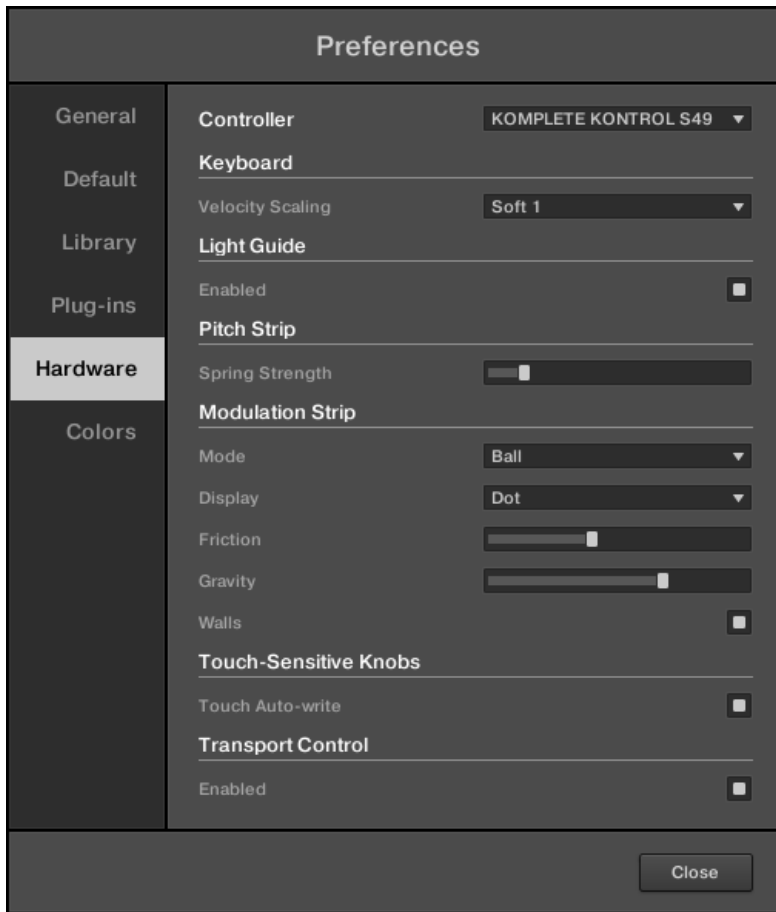 Preferences
General
Default
Library
Plug-ins
Hardware
Colors
Controller KOMPLETE KONTROL S49
Keyboard
Velocity Scaling Soft 1
Light Guide
Enabled
Pitch Strip
Spring Strength
Modulation Strip
Mode Ball
Display Dot
Friction
Gravity
Walls
Touch-Sensitive Knobs
Touch Auto-write
Transport Control
Enabled
Close